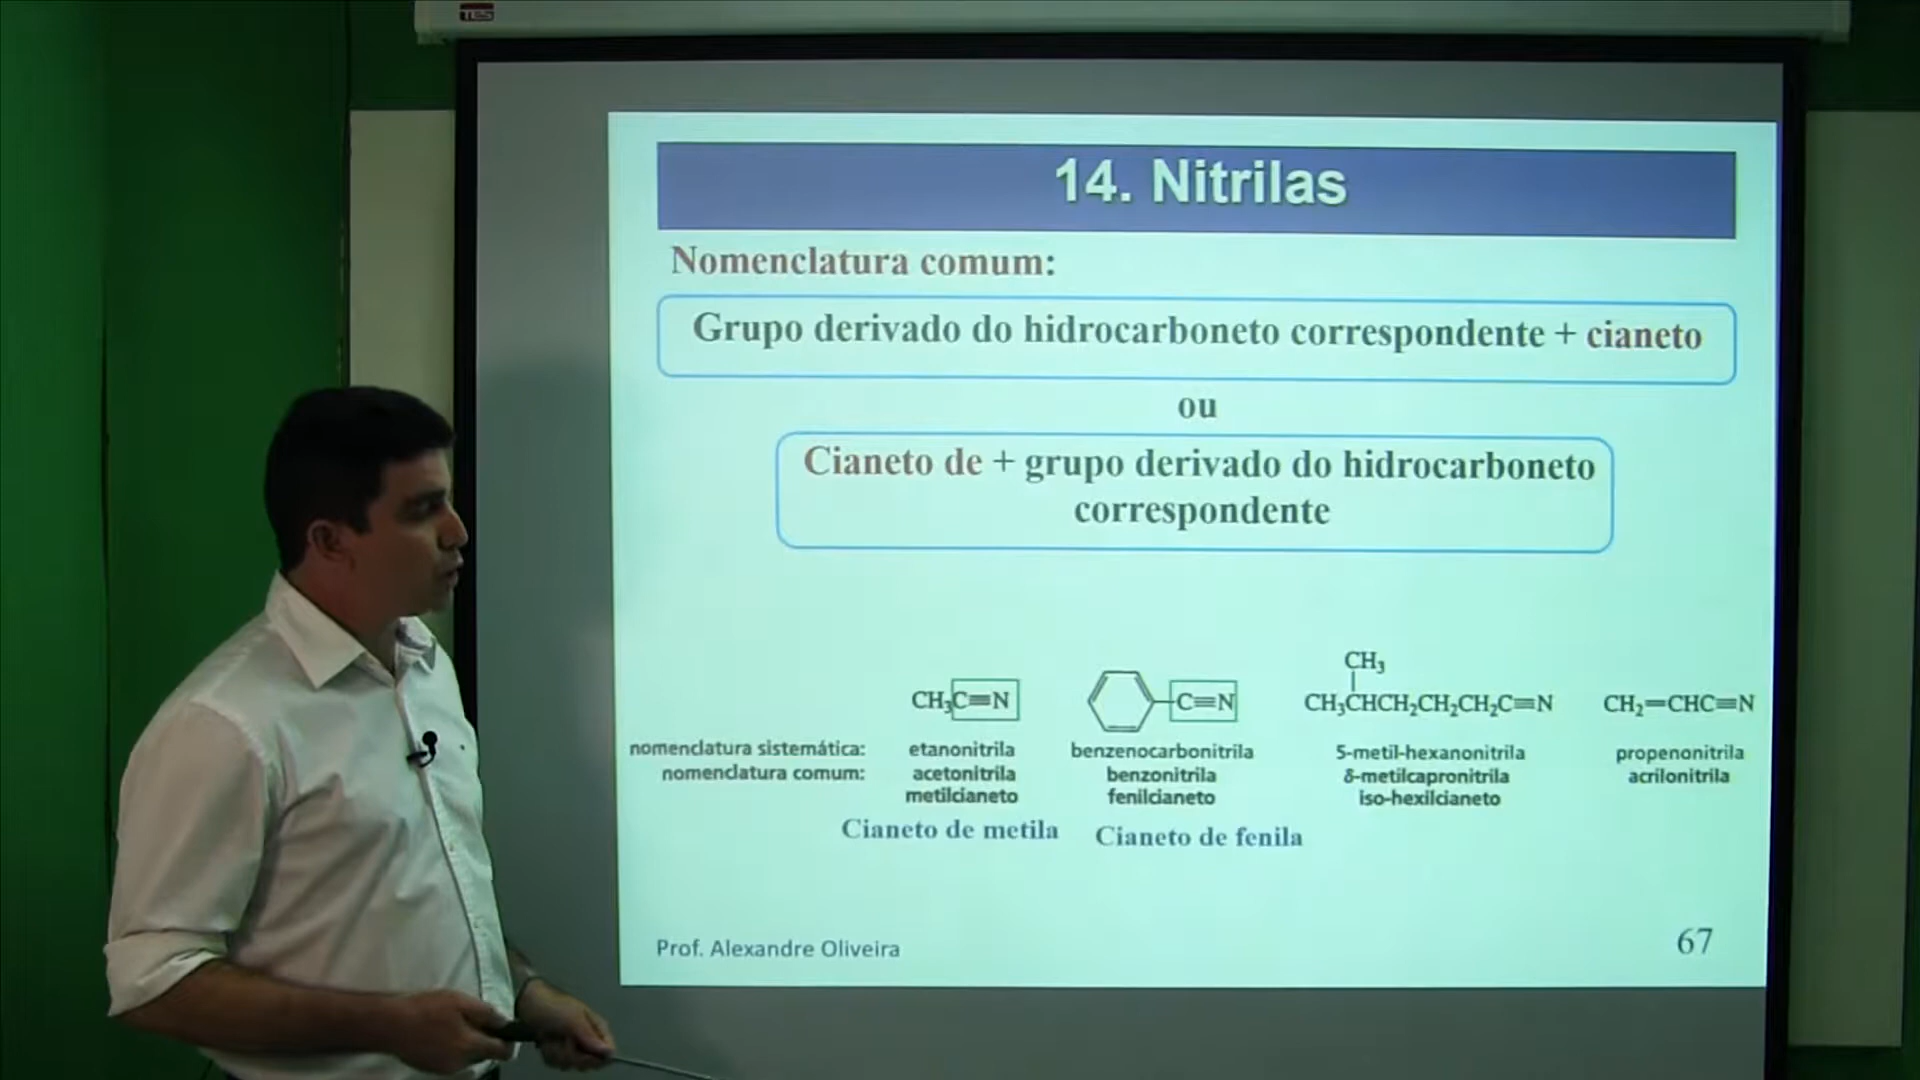 TES
14. Nitrilas
Nomenclatura comum:
Grupo derivado do hidrocarboneto correspondente + cianeto
ou
Cianeto de + grupo derivado do hidrocarboneto
correspondente
CH₃
CH₃C≡N C≡N CH₃CHCH₂CH₂CH₂C≡N CH₂=CHC≡N
nomenclatura sistemática: etanonitrila benzenocarbonitrila 5-metil-hexanonitrila propenonitrila
nomenclatura comum: acetonitrila benzonitrila δ-metilcapronitrila acrilonitrila
metilcianeto fenilcianeto iso-hexilcianeto
Cianeto de metila Cianeto de fenila
Prof. Alexandre Oliveira 67